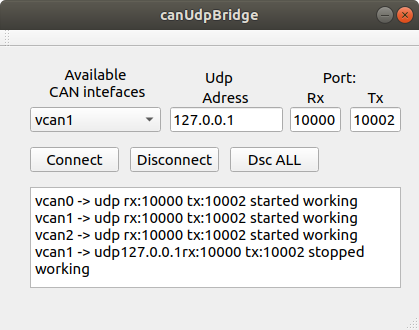 canUdpBridge
Available
CAN intefaces
Udp
Adress
Port:
Rx
Tx
vcan1
127.0.0.1
10000
10002
Connect
Disconnect
Dsc ALL
vcan0 -> udp rx:10000 tx:10002 started working
vcan1 -> udp rx:10000 tx:10002 started working
vcan2 -> udp rx:10000 tx:10002 started working
vcan1 -> udp127.0.0.1rx:10000 tx:10002 stopped
working